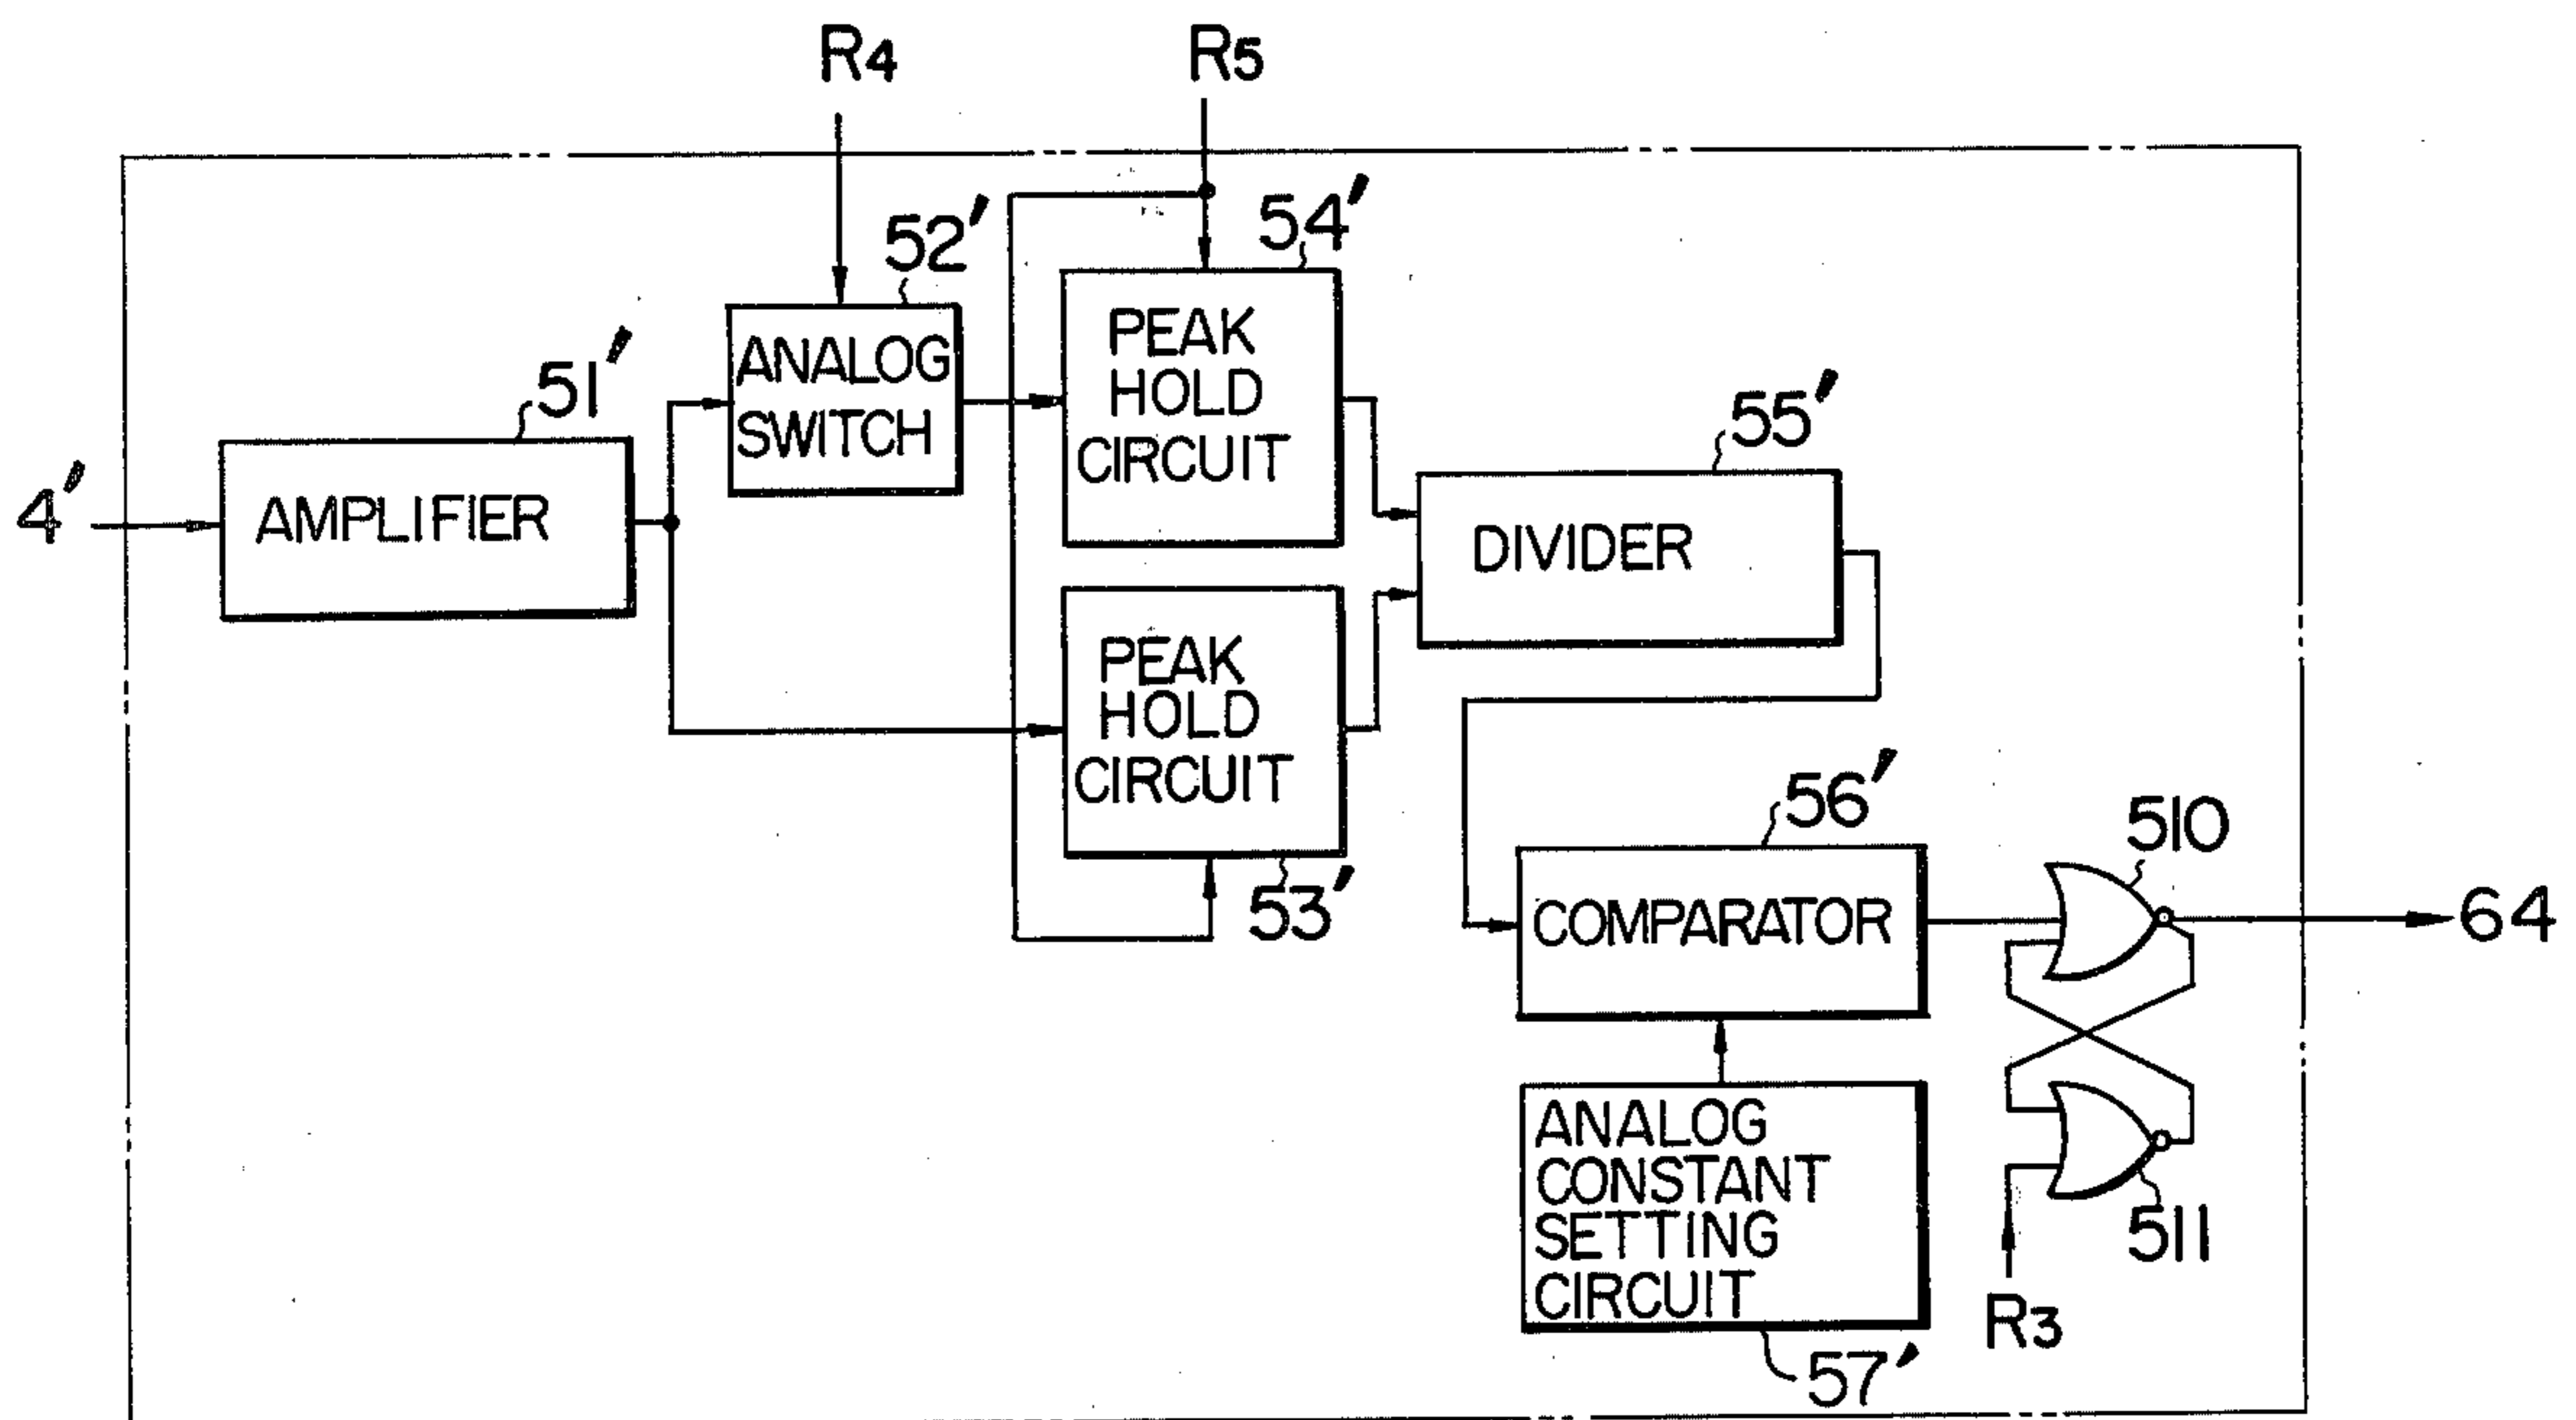 R4
R5
52'
54'
ANALOG
SWITCH
PEAK
HOLD
CIRCUIT
51'
55'
4'
AMPLIFIER
DIVIDER
PEAK
HOLD
CIRCUIT
53'
56'
510
COMPARATOR
64
ANALOG
CONSTANT
SETTING
CIRCUIT
511
R3
57'